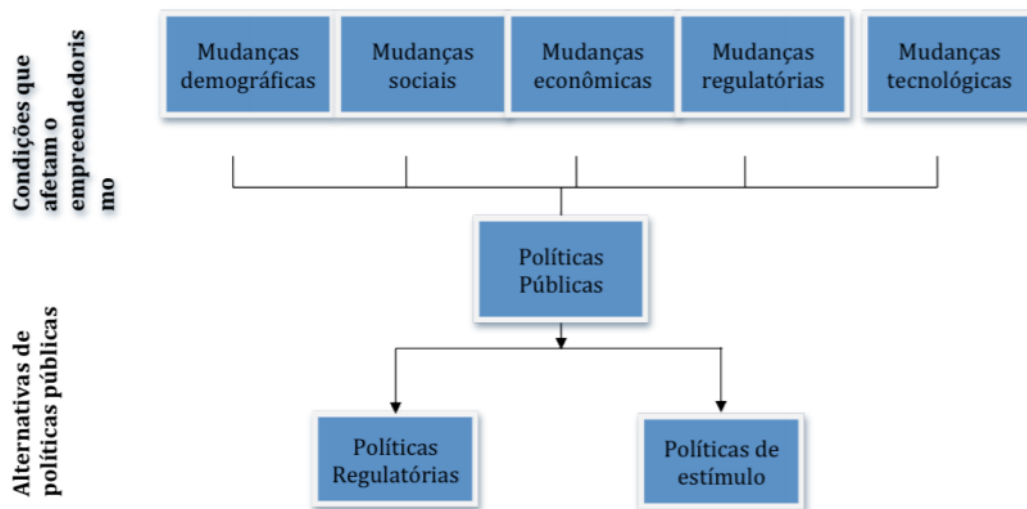 Condições que
afetam o
empreendedoris
mo
Mudanças
demográficas
Mudanças
sociais
Mudanças
econômicas
Mudanças
regulatórias
Mudanças
tecnológicas
Políticas
Públicas
Alternativas de
políticas públicas
Políticas
Regulatórias
Políticas de
estímulo